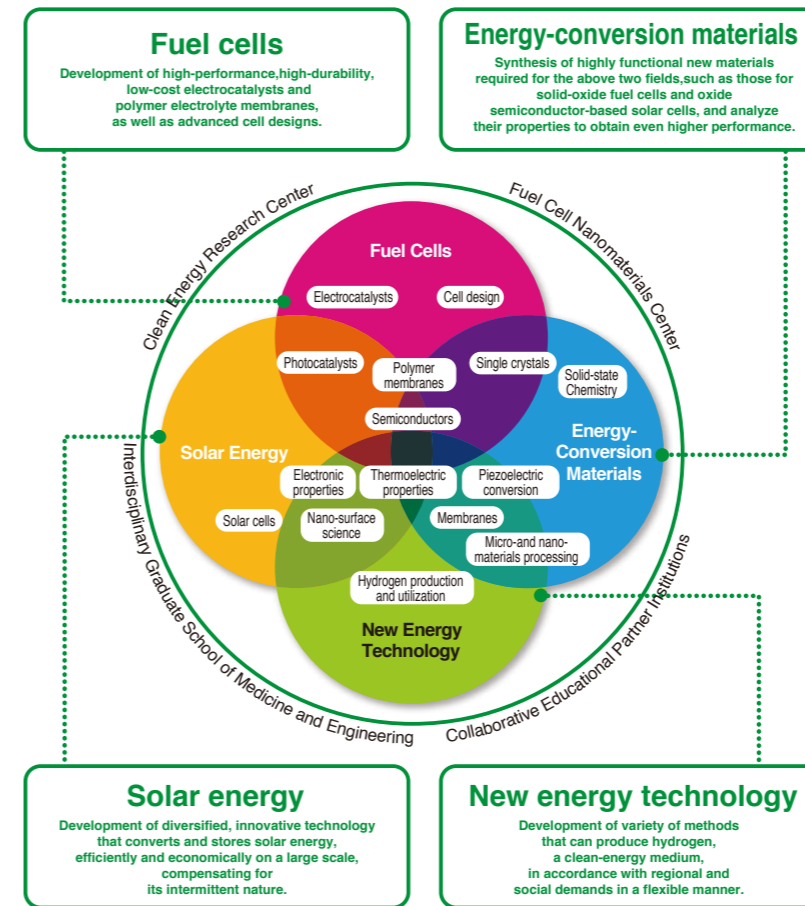 Fuel cells
Development of high-performance,high-durability,
low-cost electrocatalysts and
polymer electrolyte membranes,
as well as advanced cell designs.
Energy-conversion materials
Synthesis of highly functional new materials
required for the above two fields,such as those for
solid-oxide fuel cells and oxide
semiconductor-based solar cells, and analyze
their properties to obtain even higher performance.
Clean Energy Research Center
Fuel Cell Nanomaterials Center
Fuel Cells
Electrocatalysts
Cell design
Photocatalysts
Polymer
membranes
Single crystals
Solid-state
Chemistry
Semiconductors
Solar Energy
Energy-
Conversion
Materials
Electronic
properties
Thermoelectric
properties
Piezoelectric
conversion
Solar cells
Nano-surface
science
Membranes
Micro-and nano-
materials processing
Hydrogen production
and utilization
New Energy
Technology
Interdisciplinary Graduate School of Medicine and Engineering
Collaborative Educational Partner Institutions
Solar energy
Development of diversified, innovative technology
that converts and stores solar energy,
efficiently and economically on a large scale,
compensating for
its intermittent nature.
New energy technology
Development of variety of methods
that can produce hydrogen,
a clean-energy medium,
in accordance with regional and
social demands in a flexible manner.